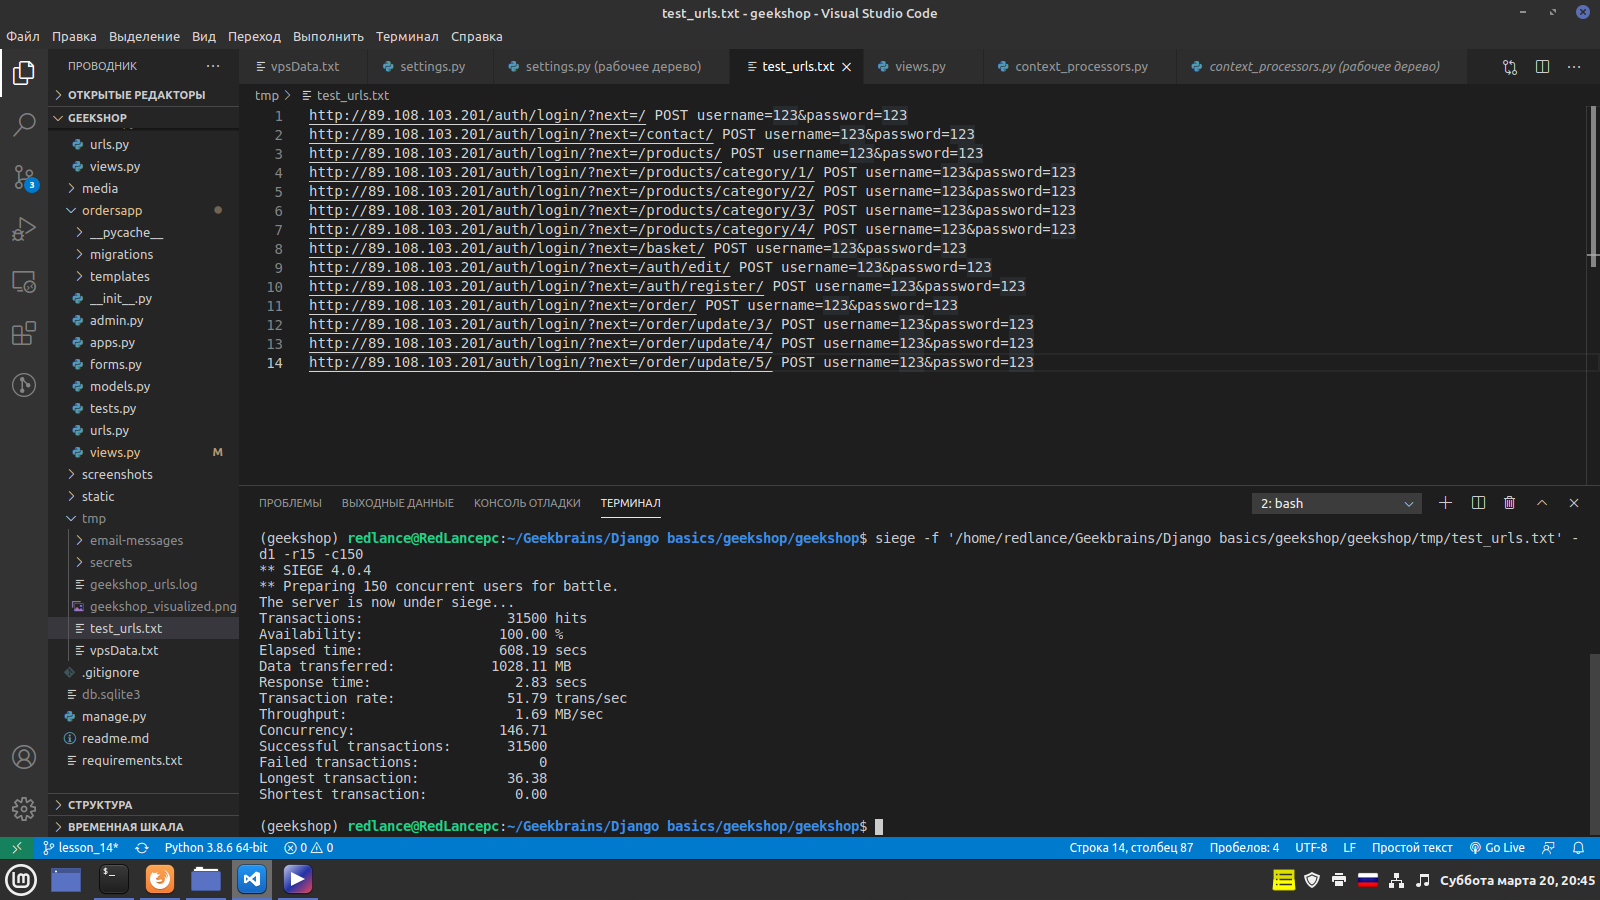 test_urls.txt - geekshop - Visual Studio Code
Файл Правка Выделение Вид Переход Выполнить Терминал Справка
ПРОВОДНИК ···
ОТКРЫТЫЕ РЕДАКТОРЫ
GEEKSHOP
urls.py
views.py
media
ordersapp
__pycache__
migrations
templates
__init__.py
admin.py
apps.py
forms.py
models.py
tests.py
urls.py
views.py M
screenshots
static
tmp
email-messages
secrets
geekshop_urls.log
geekshop_visualized.png
test_urls.txt
vpsData.txt
.gitignore
db.sqlite3
manage.py
readme.md
requirements.txt
СТРУКТУРА
ВРЕМЕННАЯ ШКАЛА
3
vpsData.txt settings.py settings.py (рабочее дерево) test_urls.txt views.py context_processors.py context_processors.py (рабочее дерево)
tmp test_urls.txt
1 http://89.108.103.201/auth/login/?next=/ POST username=123&password=123
2 http://89.108.103.201/auth/login/?next=/contact/ POST username=123&password=123
3 http://89.108.103.201/auth/login/?next=/products/ POST username=123&password=123
4 http://89.108.103.201/auth/login/?next=/products/category/1/ POST username=123&password=123
5 http://89.108.103.201/auth/login/?next=/products/category/2/ POST username=123&password=123
6 http://89.108.103.201/auth/login/?next=/products/category/3/ POST username=123&password=123
7 http://89.108.103.201/auth/login/?next=/products/category/4/ POST username=123&password=123
8 http://89.108.103.201/auth/login/?next=/basket/ POST username=123&password=123
9 http://89.108.103.201/auth/login/?next=/auth/edit/ POST username=123&password=123
10 http://89.108.103.201/auth/login/?next=/auth/register/ POST username=123&password=123
11 http://89.108.103.201/auth/login/?next=/order/ POST username=123&password=123
12 http://89.108.103.201/auth/login/?next=/order/update/3/ POST username=123&password=123
13 http://89.108.103.201/auth/login/?next=/order/update/4/ POST username=123&password=123
14 http://89.108.103.201/auth/login/?next=/order/update/5/ POST username=123&password=123
ПРОБЛЕМЫ ВЫХОДНЫЕ ДАННЫЕ КОНСОЛЬ ОТЛАДКИ ТЕРМИНАЛ 2: bash
(geekshop) redlance@RedLancepc:~/Geekbrains/Django basics/geekshop/geekshop$ siege -f '/home/redlance/Geekbrains/Django basics/geekshop/geekshop/tmp/test_urls.txt' -
d1 -r15 -c150
** SIEGE 4.0.4
** Preparing 150 concurrent users for battle.
The server is now under siege...
Transactions: 31500 hits
Availability: 100.00 %
Elapsed time: 608.19 secs
Data transferred: 1028.11 MB
Response time: 2.83 secs
Transaction rate: 51.79 trans/sec
Throughput: 1.69 MB/sec
Concurrency: 146.71
Successful transactions: 31500
Failed transactions: 0
Longest transaction: 36.38
Shortest transaction: 0.00
(geekshop) redlance@RedLancepc:~/Geekbrains/Django basics/geekshop/geekshop$
lesson_14* Python 3.8.6 64-bit 0 0 Строка 14, столбец 87 Пробелов: 4 UTF-8 LF Простой текст Go Live
Суббота марта 20, 20:45